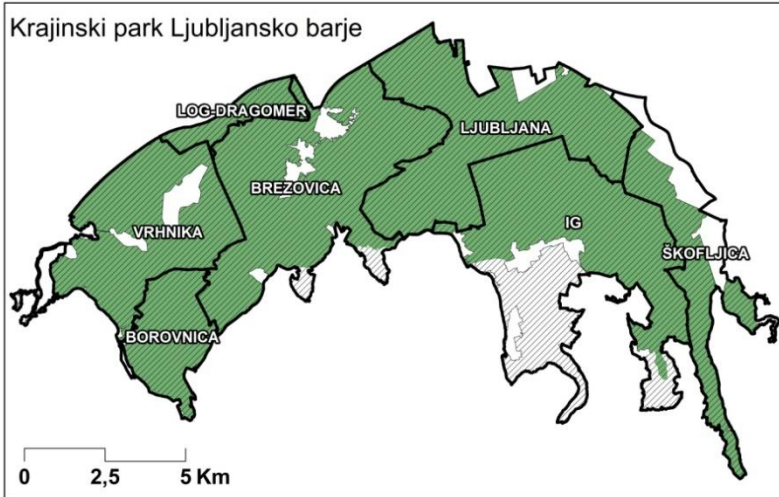 Krajinski park Ljubljansko barje
LOG-DRAGOMER
LJUBLJANA
BREZOVICA
IG
VRHNIKA
ŠKOFLJICA
BOROVNICA
0 2,5 5 Km